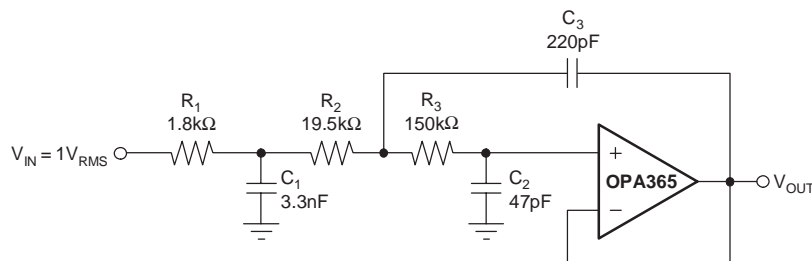 C3
220pF
R1
1.8kΩ
R2
19.5kΩ
R3
150kΩ
VIN = 1VRMS
C1
3.3nF
C2
47pF
+
OPA365
−
VOUT